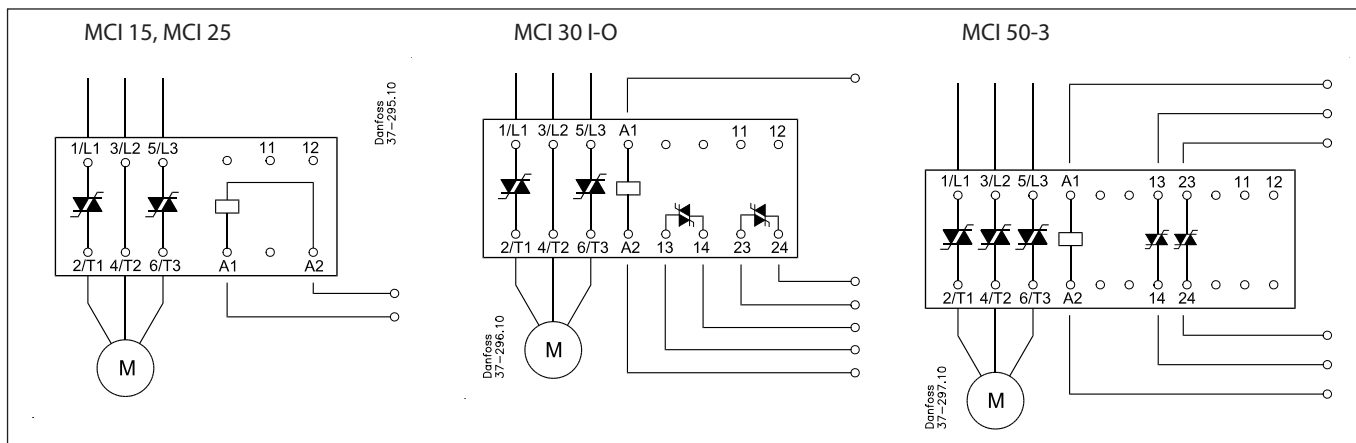 MCI 15, MCI 25
Danfoss
37-295.10
1/L1 3/L2 5/L3 11 12
2/T1 4/T2 6/T3 A1 A2
M
MCI 30 I-O
1/L1 3/L2 5/L3 A1 11 12
2/T1 4/T2 6/T3 A2 13 14 23 24
M
Danfoss
37-296.10
MCI 50-3
1/L1 3/L2 5/L3 A1 13 23 11 12
2/T1 4/T2 6/T3 A2 14 24
M
Danfoss
37-297.10